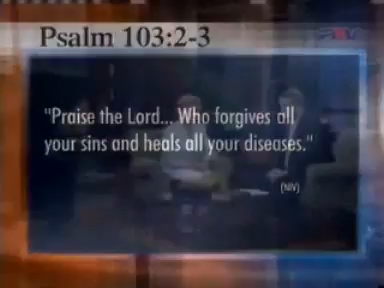 Psalm 103:2-3
"Praise the Lord... Who forgives all
your sins and heals all your diseases."
(NIV)